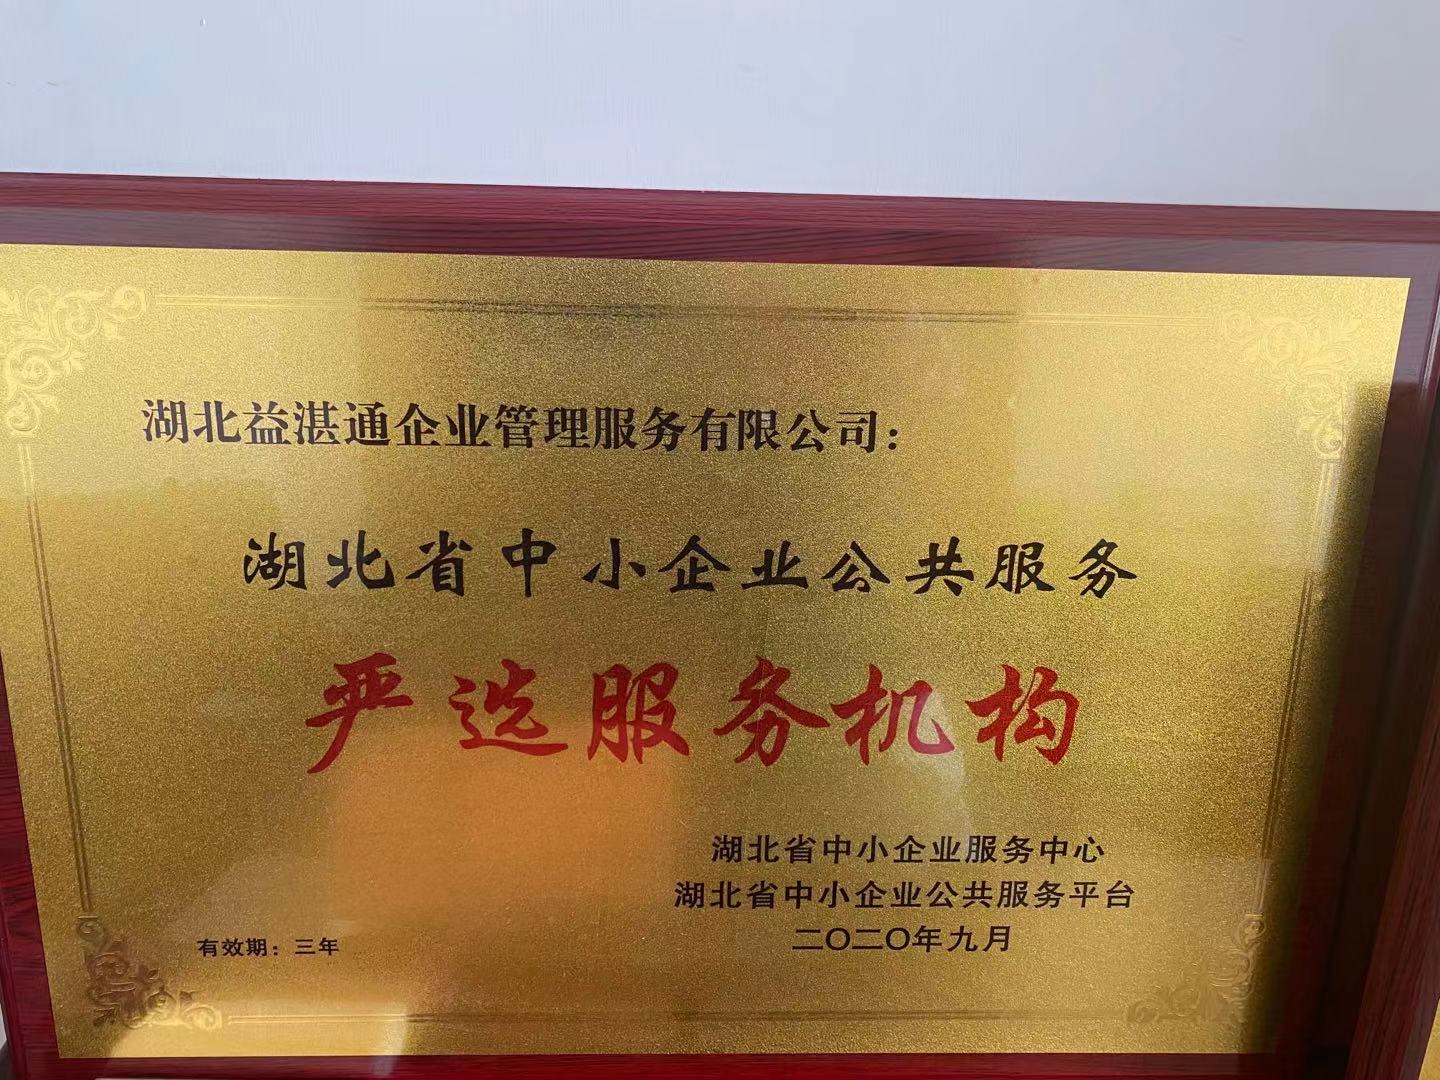 湖北益湛通企业管理服务有限公司：
湖北省中小企业公共服务
严选服务机构
湖北省中小企业服务中心
湖北省中小企业公共服务平台
二〇二〇年九月
有效期：三年